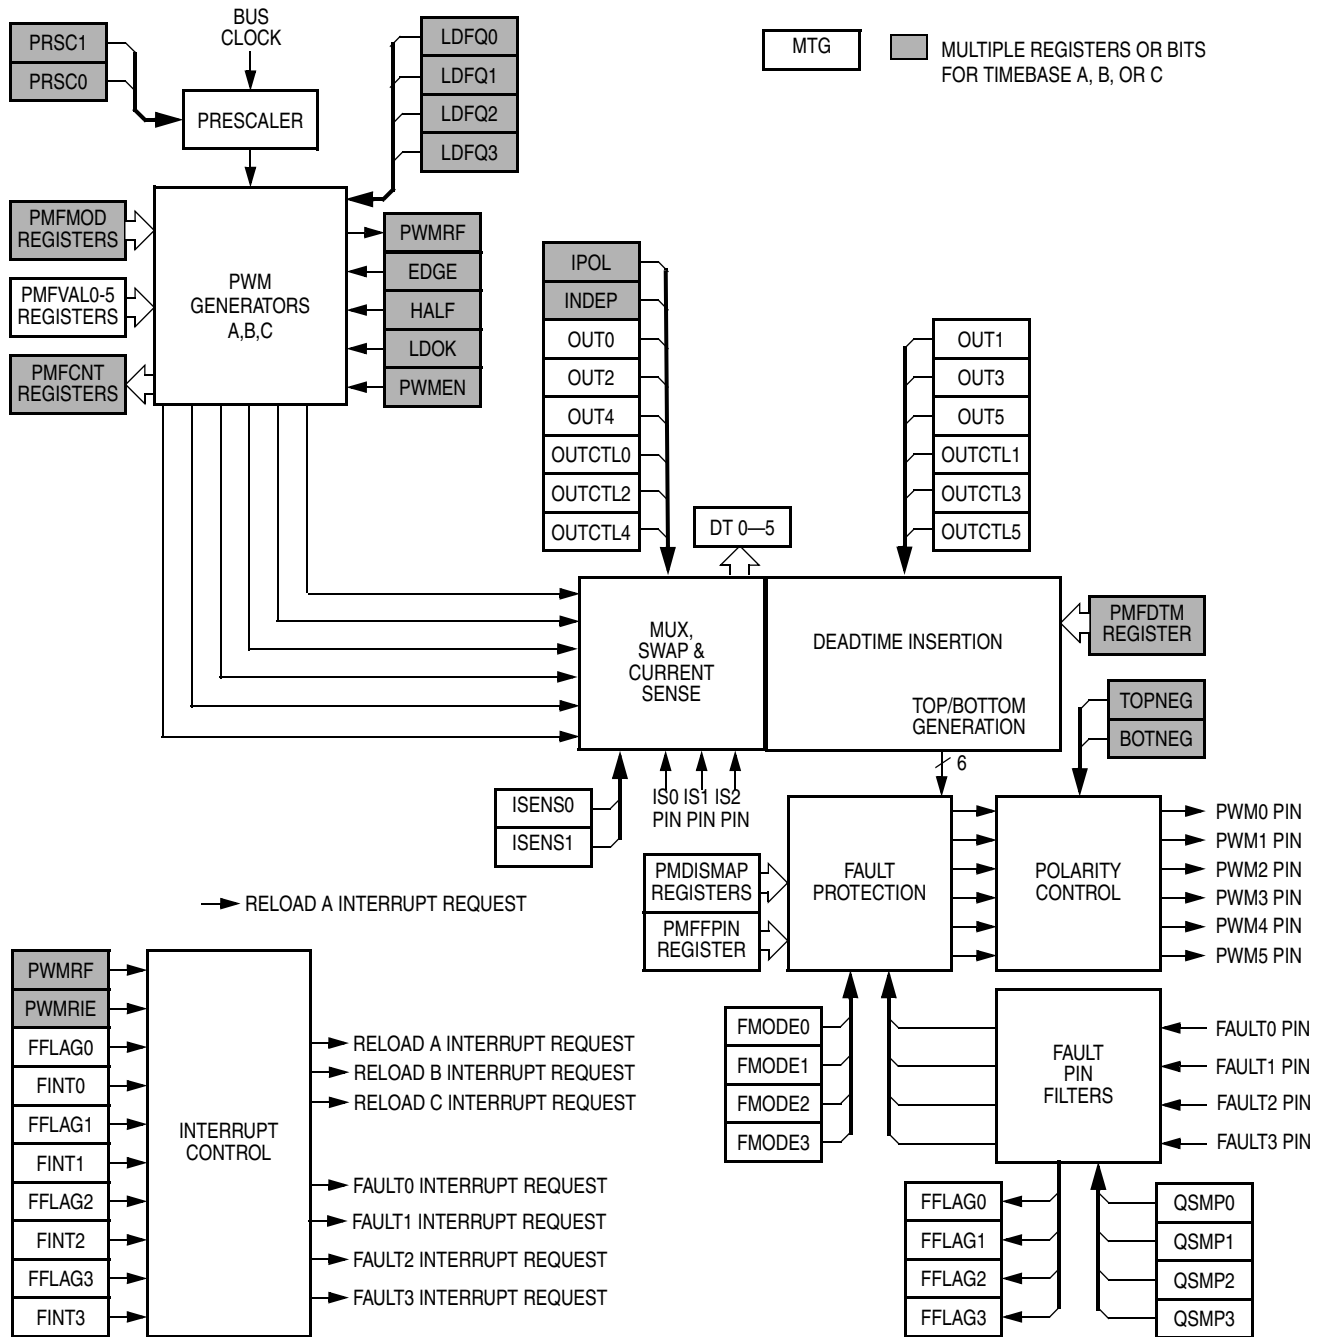 BUS
CLOCK
PRSC1
PRSC0
PRESCALER
LDFQ0
LDFQ1
LDFQ2
LDFQ3
MTG
MULTIPLE REGISTERS OR BITS
FOR TIMEBASE A, B, OR C
PMFMOD
REGISTERS
PMFVAL0-5
REGISTERS
PMFCNT
REGISTERS
PWM
GENERATORS
A,B,C
PWMRF
EDGE
HALF
LDOK
PWMEN
IPOL
INDEP
OUT0
OUT2
OUT4
OUTCTL0
OUTCTL2
OUTCTL4
DT 0—5
OUT1
OUT3
OUT5
OUTCTL1
OUTCTL3
OUTCTL5
MUX,
SWAP &
CURRENT
SENSE
DEADTIME INSERTION
TOP/BOTTOM
GENERATION
PMFDTM
REGISTER
TOPNEG
BOTNEG
6
ISENS0
ISENS1
IS0 IS1 IS2
PIN PIN PIN
PMDISMAP
REGISTERS
PMFFPIN
REGISTER
FAULT
PROTECTION
POLARITY
CONTROL
PWM0 PIN
PWM1 PIN
PWM2 PIN
PWM3 PIN
PWM4 PIN
PWM5 PIN
RELOAD A INTERRUPT REQUEST
PWMRF
PWMRIE
FFLAG0
FINT0
FFLAG1
FINT1
FFLAG2
FINT2
FFLAG3
FINT3
INTERRUPT
CONTROL
RELOAD A INTERRUPT REQUEST
RELOAD B INTERRUPT REQUEST
RELOAD C INTERRUPT REQUEST
FAULT0 INTERRUPT REQUEST
FAULT1 INTERRUPT REQUEST
FAULT2 INTERRUPT REQUEST
FAULT3 INTERRUPT REQUEST
FMODE0
FMODE1
FMODE2
FMODE3
FAULT
PIN
FILTERS
FAULT0 PIN
FAULT1 PIN
FAULT2 PIN
FAULT3 PIN
FFLAG0
FFLAG1
FFLAG2
FFLAG3
QSMP0
QSMP1
QSMP2
QSMP3